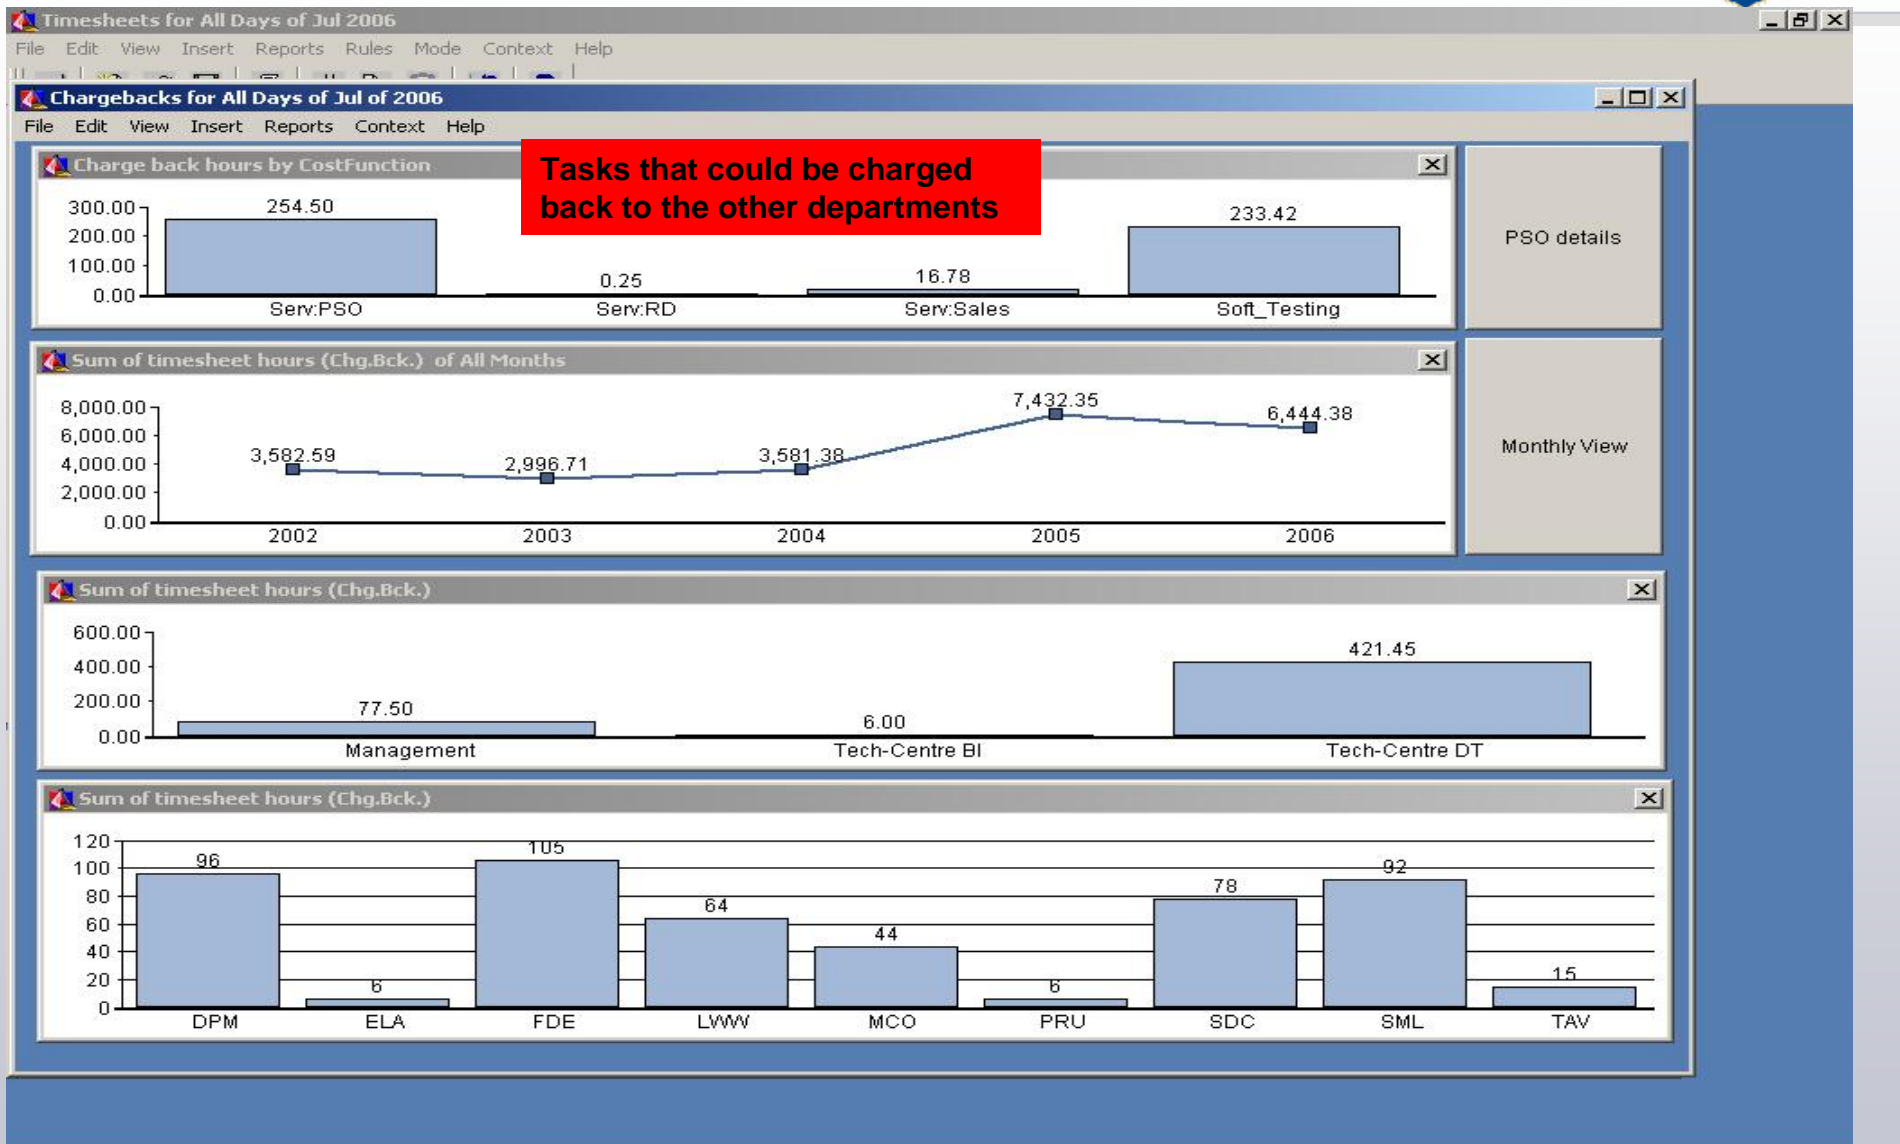 Timesheets for All Days of Jul 2006
File Edit View Insert Reports Rules Mode Context Help
Chargebacks for All Days of Jul of 2006
File Edit View Insert Reports Context Help
Charge back hours by CostFunction
Tasks that could be charged
back to the other departments
300.00
200.00
100.00
0.00
254.50
0.25
16.78
233.42
Serv:PSO
Serv:RD
Serv:Sales
Soft_Testing
PSO details
Sum of timesheet hours (Chg.Bck.) of All Months
8,000.00
6,000.00
4,000.00
2,000.00
0.00
3,582.59
2,996.71
3,581.38
7,432.35
6,444.38
2002
2003
2004
2005
2006
Monthly View
Sum of timesheet hours (Chg.Bck.)
600.00
400.00
200.00
0.00
77.50
6.00
421.45
Management
Tech-Centre BI
Tech-Centre DT
Sum of timesheet hours (Chg.Bck.)
120
100
80
60
40
20
0
96
6
105
64
44
6
78
92
15
DPM
ELA
FDE
LWW
MCO
PRU
SDC
SML
TAV